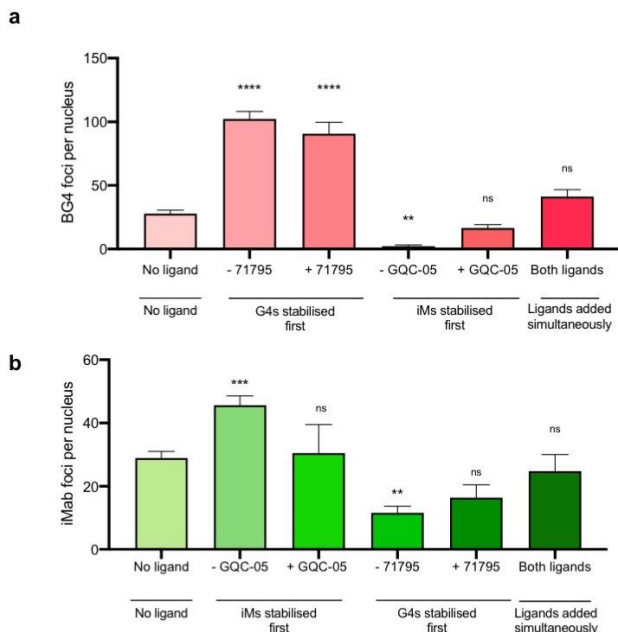 a
BG4 foci per nucleus
150
100
50
0
**** **** ** ns ns
No ligand - 71795 + 71795 - GQC-05 + GQC-05 Both ligands
No ligand G4s stabilised first iMs stabilised first Ligands added simultaneously
b
iMab foci per nucleus
60
40
20
0
*** ns ** ns ns
No ligand - GQC-05 + GQC-05 - 71795 + 71795 Both ligands
No ligand iMs stabilised first G4s stabilised first Ligands added simultaneously